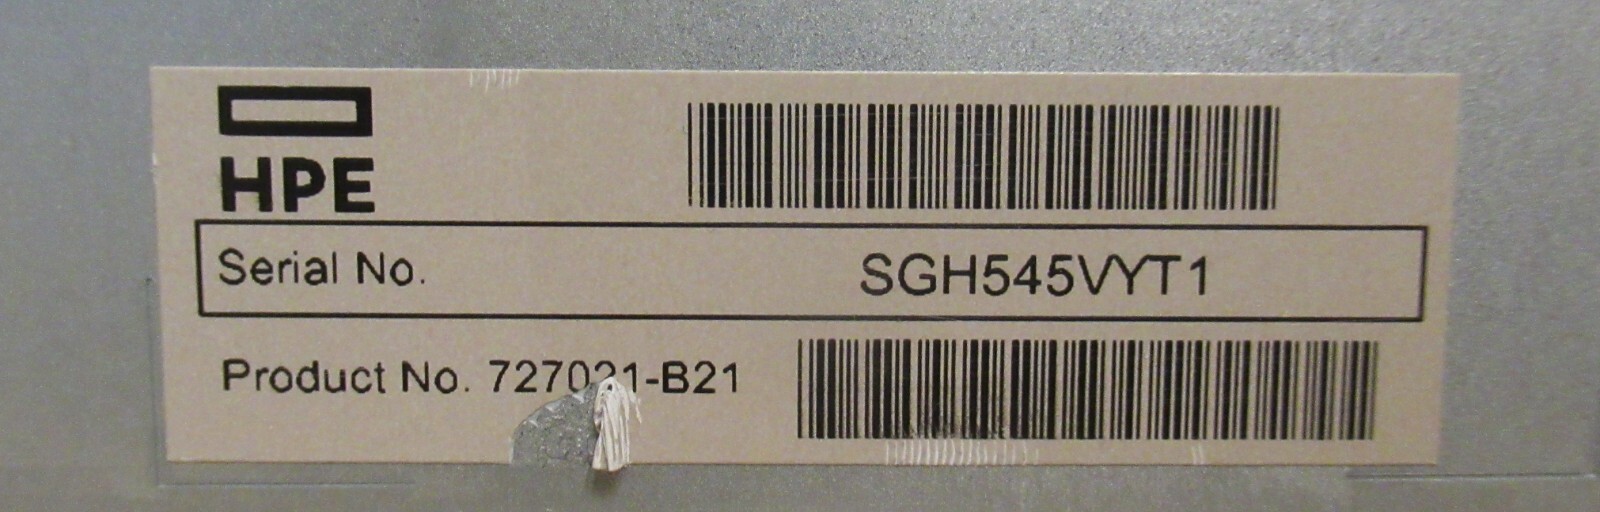 HPE
Serial No. SGH545VYT1
Product No. 727021-B21